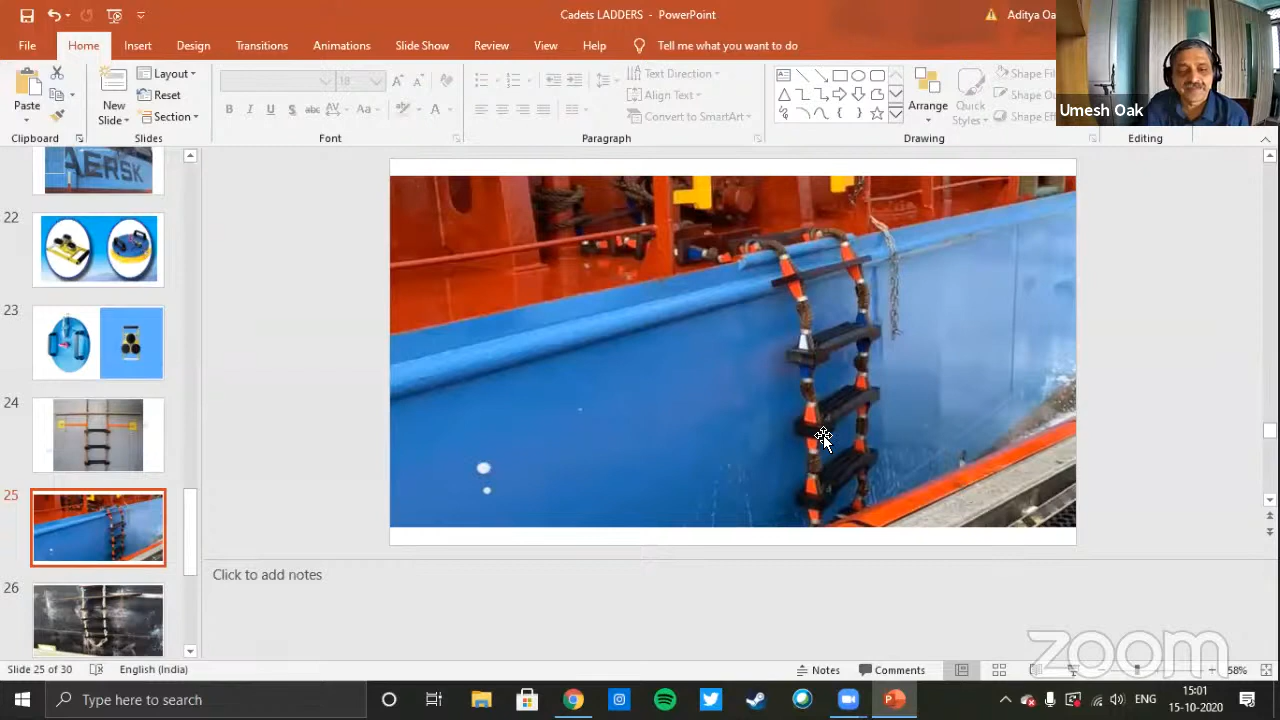 Cadets LADDERS - PowerPoint
Aditya Oa
File
Home
Insert
Design
Transitions
Animations
Slide Show
Review
View
Help
Tell me what you want to do
Paste
Clipboard
New
Slide
Layout
Reset
Section
Slides
18
Font
Text Direction
Align Text
Convert to SmartArt
Paragraph
Arrange
Quick
Styles
Shape Fi
Shape Ou
Shape Ef
Drawing
Editing
Umesh Oak
AERSK
22
23
24
25
26
Click to add notes
zoom
Slide 25 of 30
English (India)
Notes
Comments
58%
Type here to search
ENG
15:01
15-10-2020